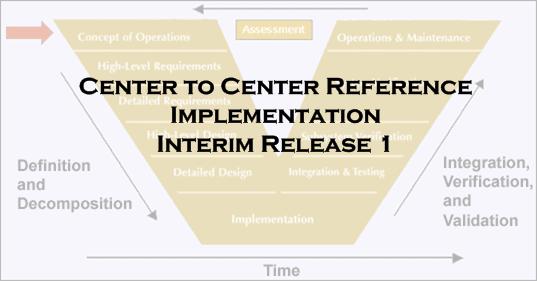 Concept of Operations
Assessment
Operations & Maintenance
High-Level Requirements
Center to Center Reference
Detailed Requirements
Implementation
High-Level Design
Subsystem Verification
Interim Release 1
Definition
and
Decomposition
Detailed Design
Integration & Testing
Integration,
Verification,
and
Validation
Implementation
Time